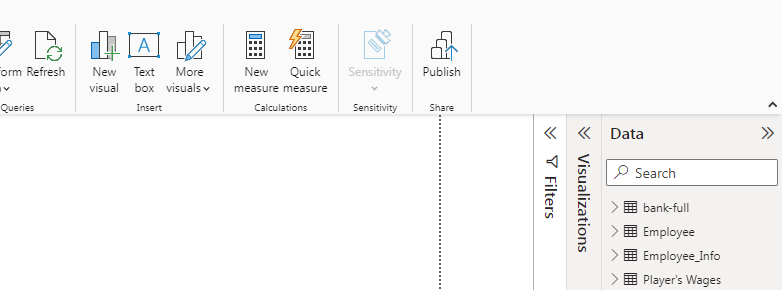 form Refresh New Text More New Quick Sensitivity Publish
visual box visuals measure measure
Queries Insert Calculations Sensitivity Share
Data
Search
Filters
Visualizations
bank-full
Employee
Employee_Info
Player's Wages